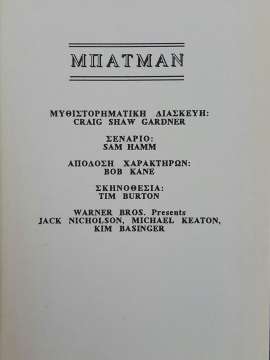 ΜΠΑΤΜΑΝ
ΜΥΘΙΣΤΟΡΗΜΑΤΙΚΗ ΔΙΑΣΚΕΥΗ:
CRAIG SHAW GARDNER
ΣΕΝΑΡΙΟ:
SAM HAMM
ΑΠΟΔΟΣΗ ΧΑΡΑΚΤΗΡΩΝ:
BOB KANE
ΣΚΗΝΟΘΕΣΙΑ:
TIM BURTON
WARNER BROS. Presents
JACK NICHOLSON, MICHAEL KEATON,
KIM BASINGER